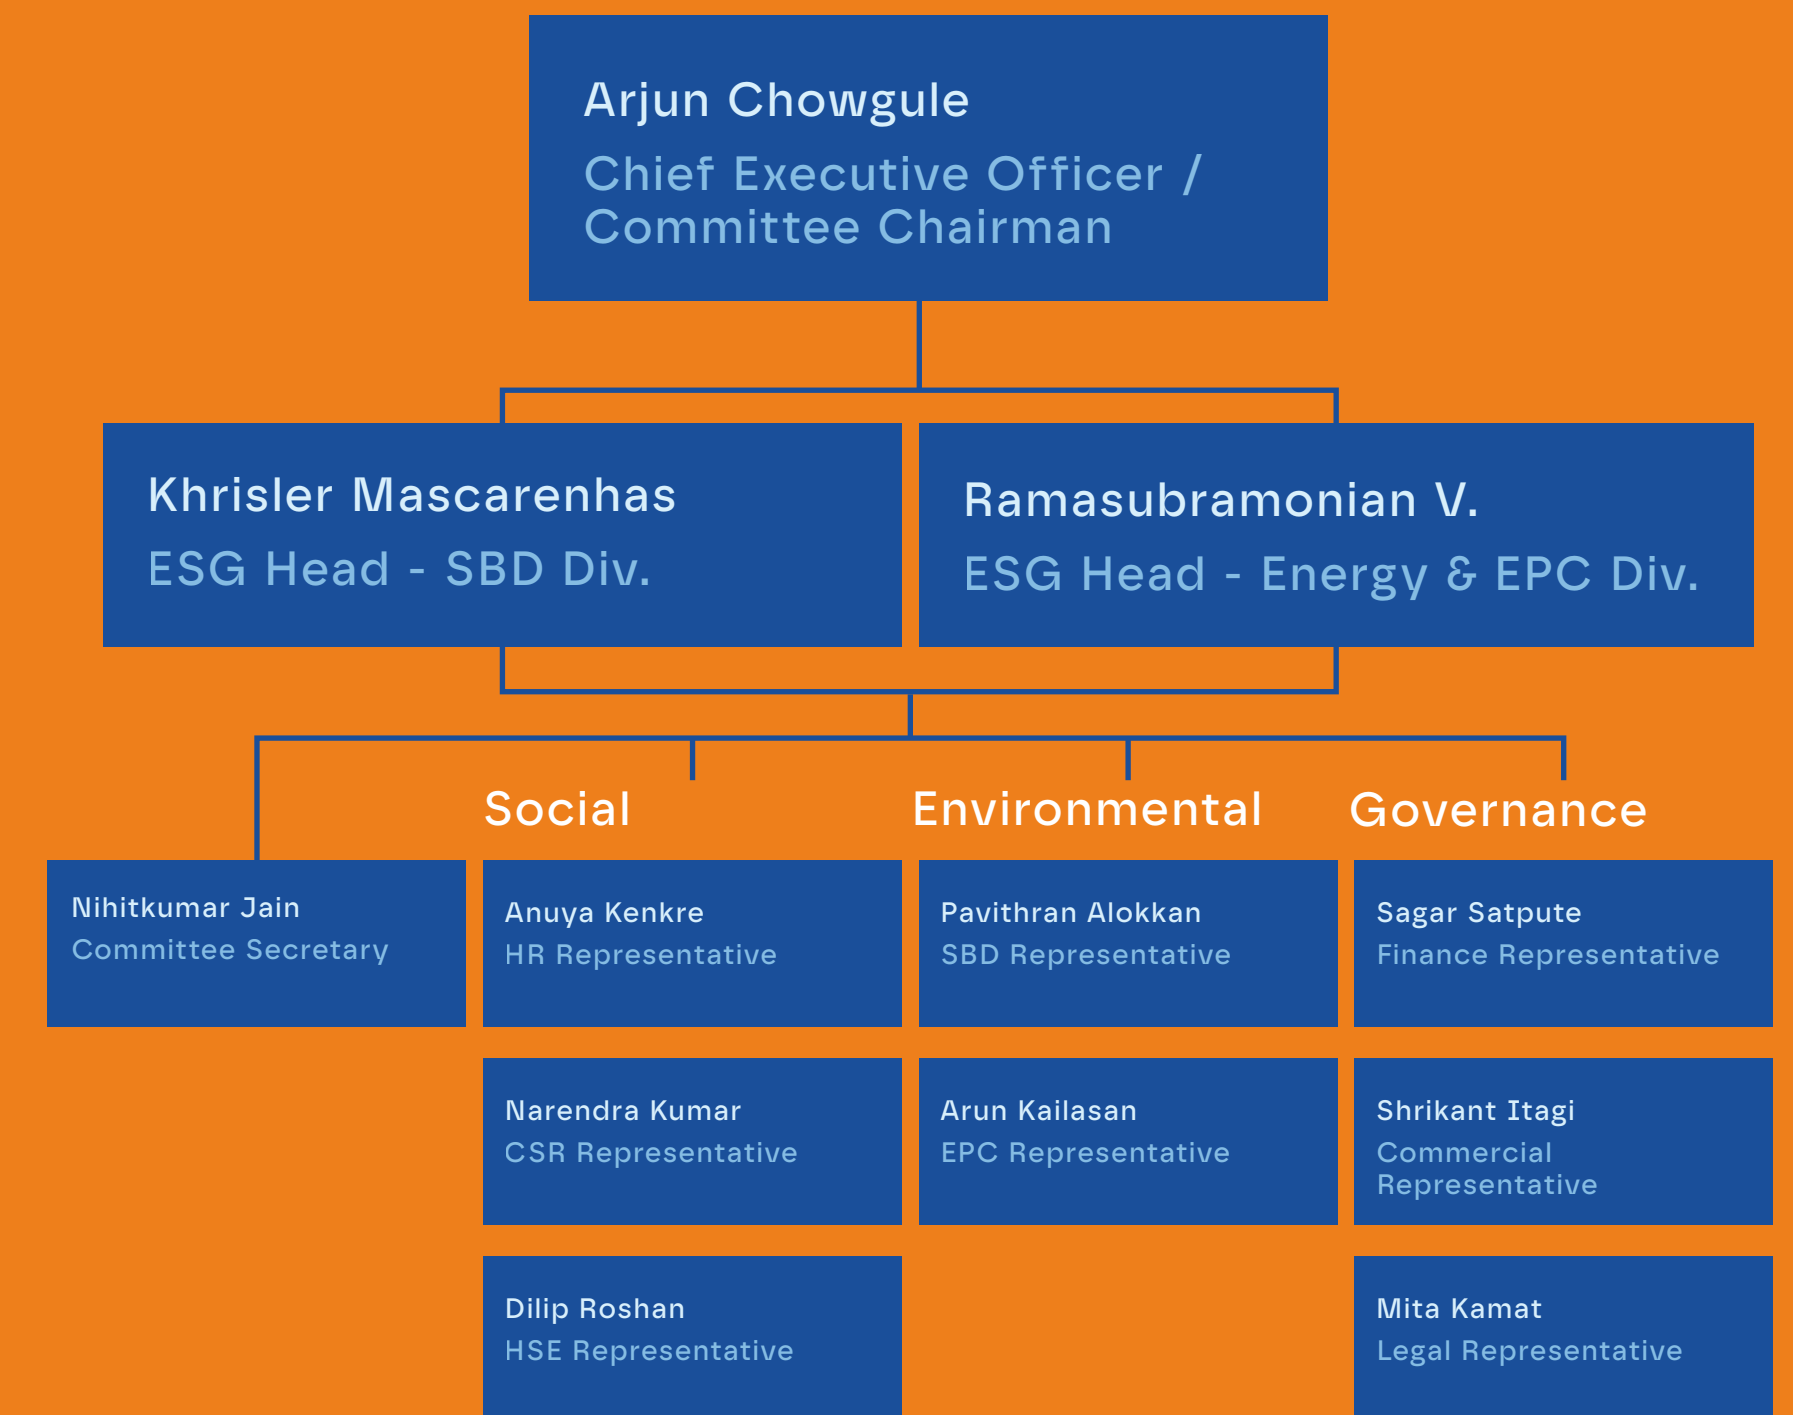 Arjun Chowgule
Chief Executive Officer /
Committee Chairman
Khrisler Mascarenhas
ESG Head - SBD Div.
Ramasubramonian V.
ESG Head - Energy & EPC Div.
Social
Environmental
Governance
Nihitkumar Jain
Committee Secretary
Anuya Kenkre
HR Representative
Pavithran Alokkan
SBD Representative
Sagar Satpute
Finance Representative
Narendra Kumar
CSR Representative
Arun Kailasan
EPC Representative
Shrikant Itagi
Commercial
Representative
Dilip Roshan
HSE Representative
Mita Kamat
Legal Representative